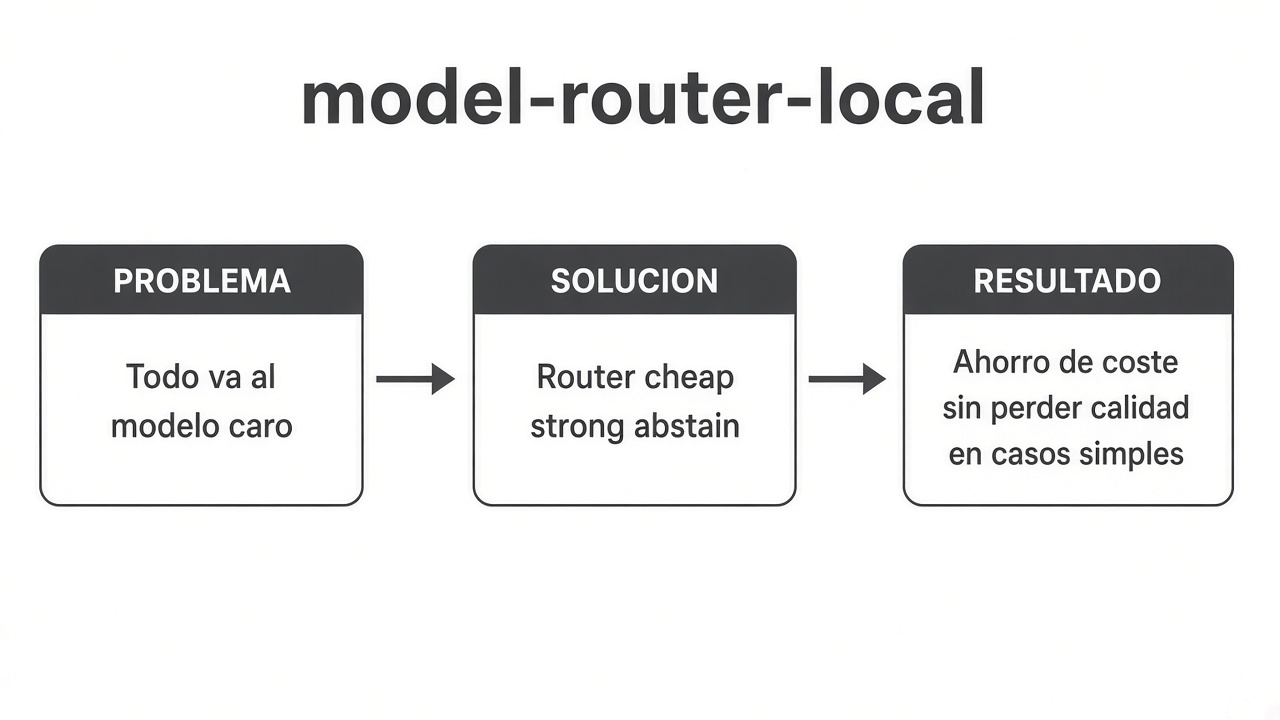 model-router-local
PROBLEMA
Todo va al
modelo caro
SOLUCION
Router cheap
strong abstain
RESULTADO
Ahorro de coste
sin perder calidad
en casos simples